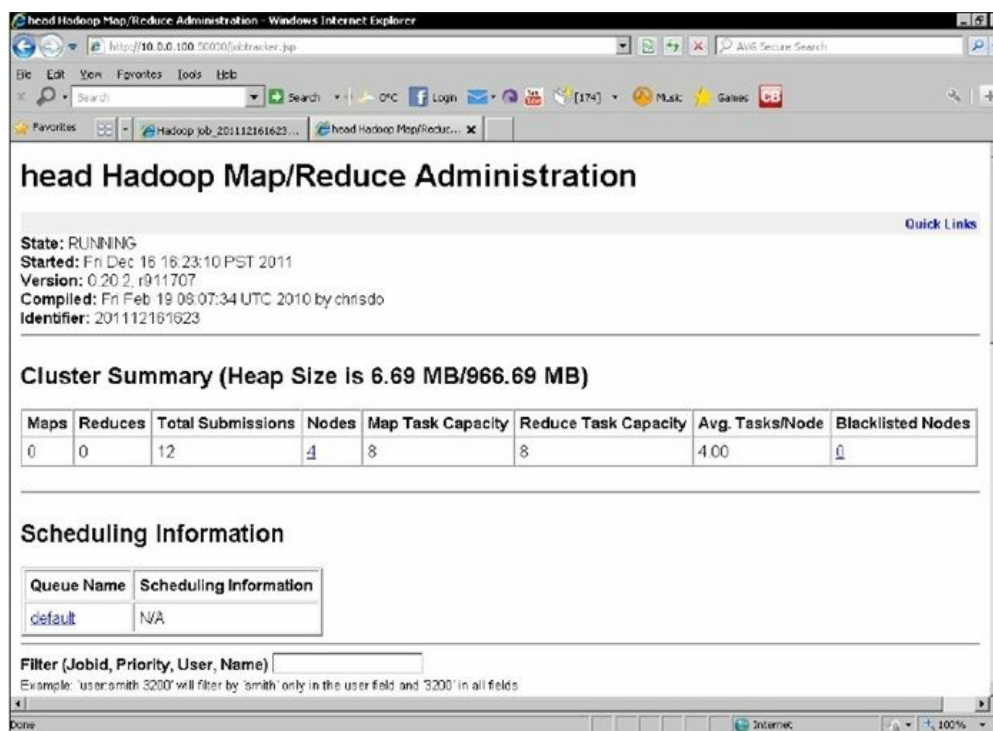 head Hadoop Map/Reduce Administration - Windows Internet Explorer
http://10.0.0.100:50030/jobtracker.jsp
AVG Secure Search
File Edit View Favorites Tools Help
Search Search 0°C Login [174] Music Games
Favorites Hadoop job_201112161623... head Hadoop Map/Reduc...
head Hadoop Map/Reduce Administration
Quick Links
State: RUNNING
Started: Fri Dec 16 16:23:10 PST 2011
Version: 0.20.2, r911707
Compiled: Fri Feb 19 08:07:34 UTC 2010 by chrisdo
Identifier: 201112161623
Cluster Summary (Heap Size is 6.69 MB/966.69 MB)
Maps Reduces Total Submissions Nodes Map Task Capacity Reduce Task Capacity Avg. Tasks/Node Blacklisted Nodes
0 0 12 4 8 8 4.00 0
Scheduling Information
Queue Name Scheduling Information
default N/A
Filter (Jobid, Priority, User, Name)
Example: 'user:smith 3200' will filter by 'smith' only in the user field and '3200' in all fields
Done Internet 100%